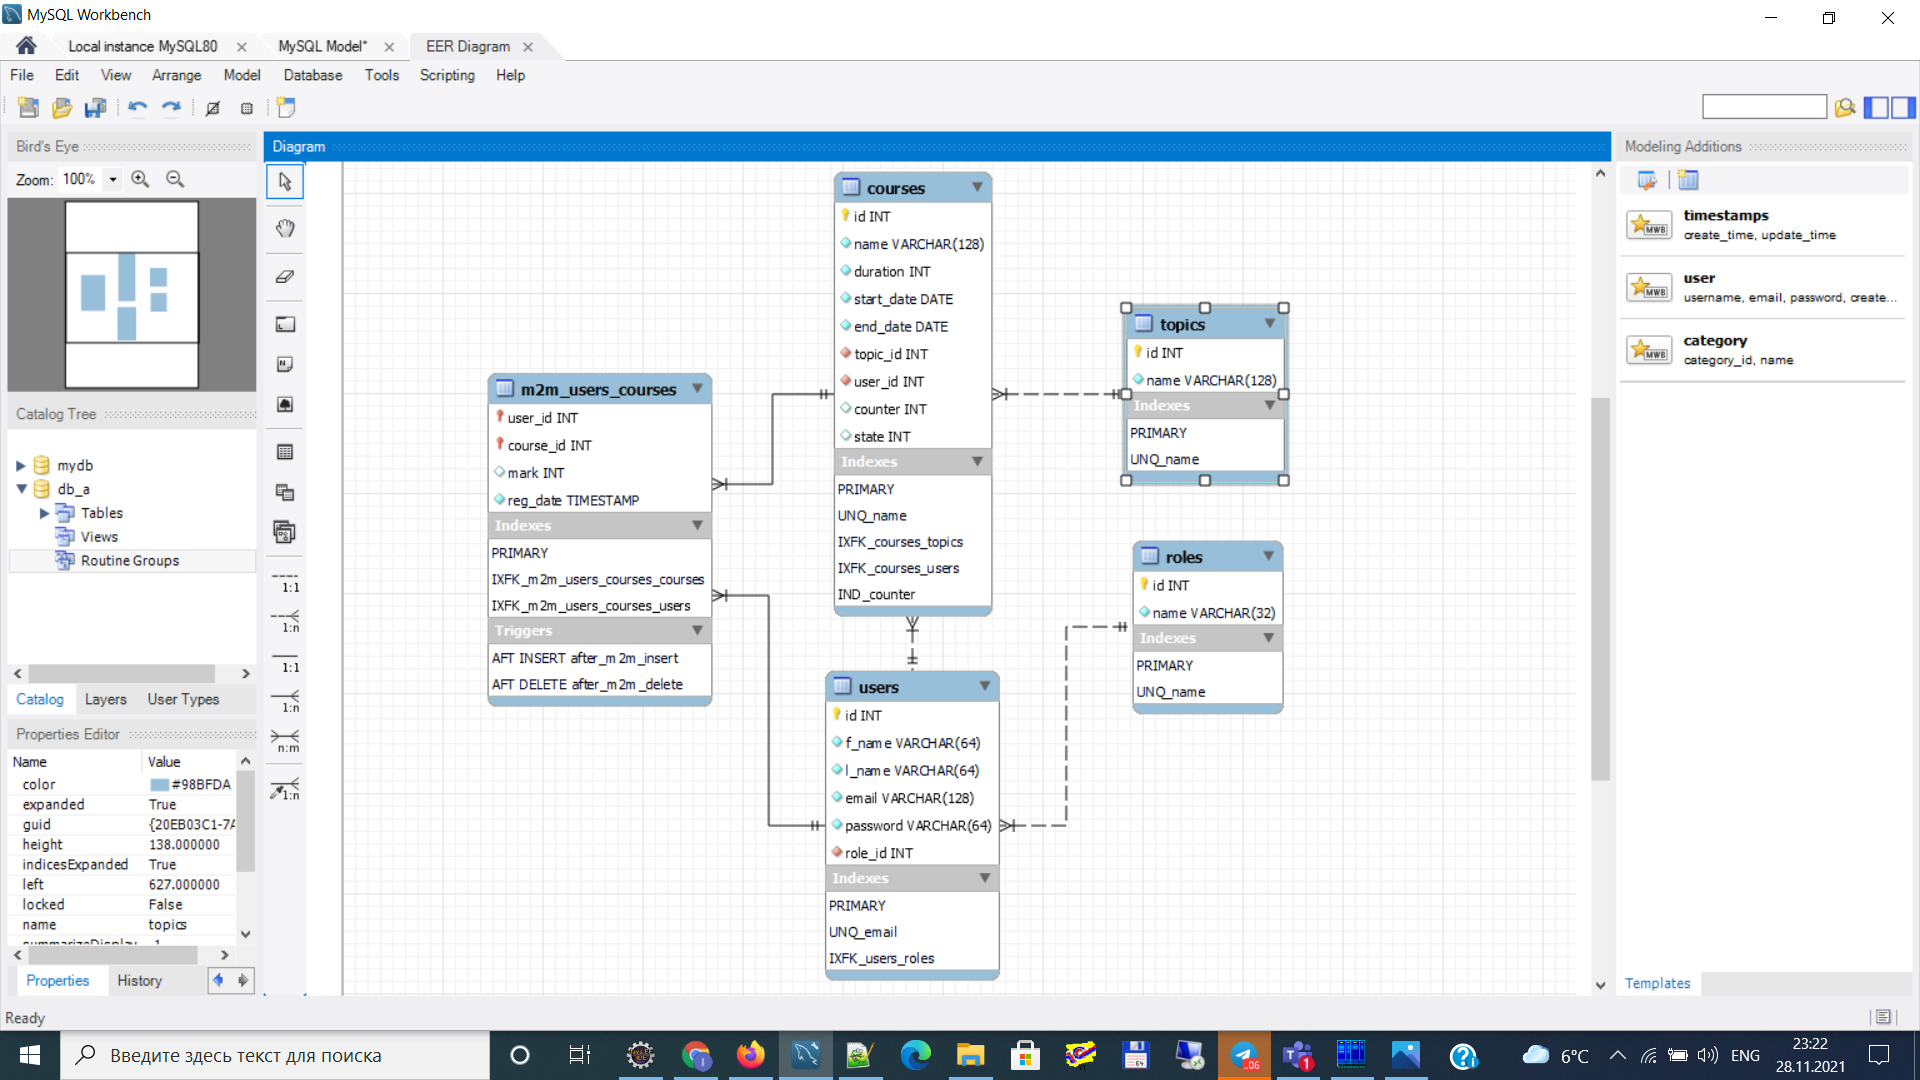 MySQL Workbench
Local instance MySQL80
MySQL Model*
EER Diagram
File Edit View Arrange Model Database Tools Scripting Help
Bird's Eye
Zoom: 100%
Catalog Tree
mydb
db_a
Tables
Views
Routine Groups
Catalog Layers User Types
Properties Editor
Name Value
color #98BFDA
expanded True
guid {20EB03C1-7A
height 138.000000
indicesExpanded True
left 627.000000
locked False
name topics
Properties History
Ready
Diagram
1:1
1:n
1:1
1:n
n:m
1:n
m2m_users_courses
user_id INT
course_id INT
mark INT
reg_date TIMESTAMP
Indexes
PRIMARY
IXFK_m2m_users_courses_courses
IXFK_m2m_users_courses_users
Triggers
AFT INSERT after_m2m_insert
AFT DELETE after_m2m_delete
courses
id INT
name VARCHAR(128)
duration INT
start_date DATE
end_date DATE
topic_id INT
user_id INT
counter INT
state INT
Indexes
PRIMARY
UNQ_name
IXFK_courses_topics
IXFK_courses_users
IND_counter
users
id INT
f_name VARCHAR(64)
l_name VARCHAR(64)
email VARCHAR(128)
password VARCHAR(64)
role_id INT
Indexes
PRIMARY
UNQ_email
IXFK_users_roles
topics
id INT
name VARCHAR(128)
Indexes
PRIMARY
UNQ_name
roles
id INT
name VARCHAR(32)
Indexes
PRIMARY
UNQ_name
Modeling Additions
timestamps
create_time, update_time
user
username, email, password, create...
category
category_id, name
Templates
Введите здесь текст для поиска
6°C
ENG
23:22
28.11.2021